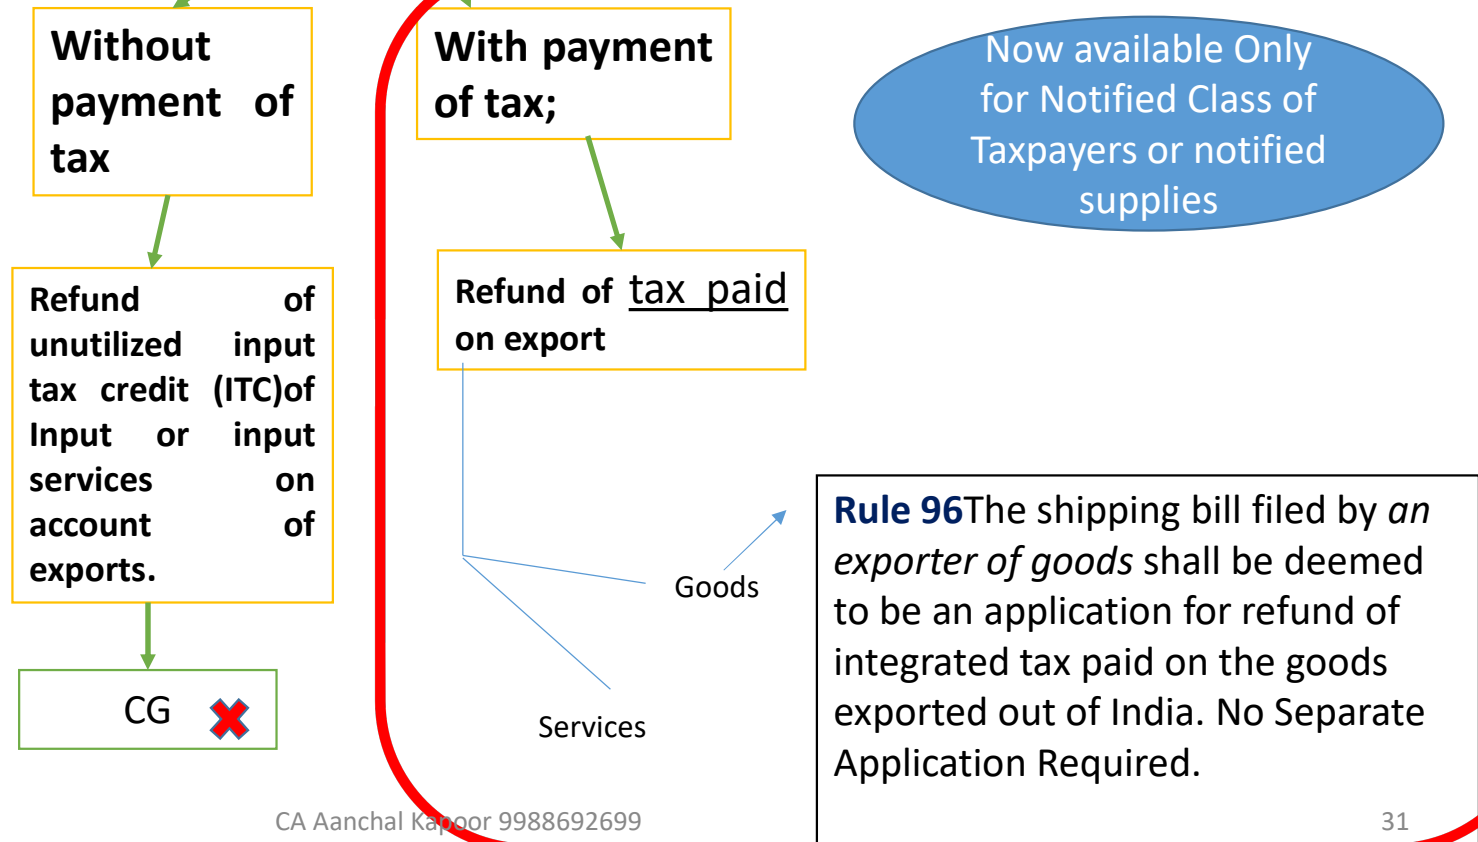 Without
payment of
tax
With payment
of tax;
Now available Only
for Notified Class of
Taxpayers or notified
supplies
Refund of
unutilized input
tax credit (ITC)of
Input or input
services on
account of
exports.
Refund of tax paid
on export
CG
Goods
Services
Rule 96The shipping bill filed by an
exporter of goods shall be deemed
to be an application for refund of
integrated tax paid on the goods
exported out of India. No Separate
Application Required.
CA Aanchal Kapoor 9988692699
31